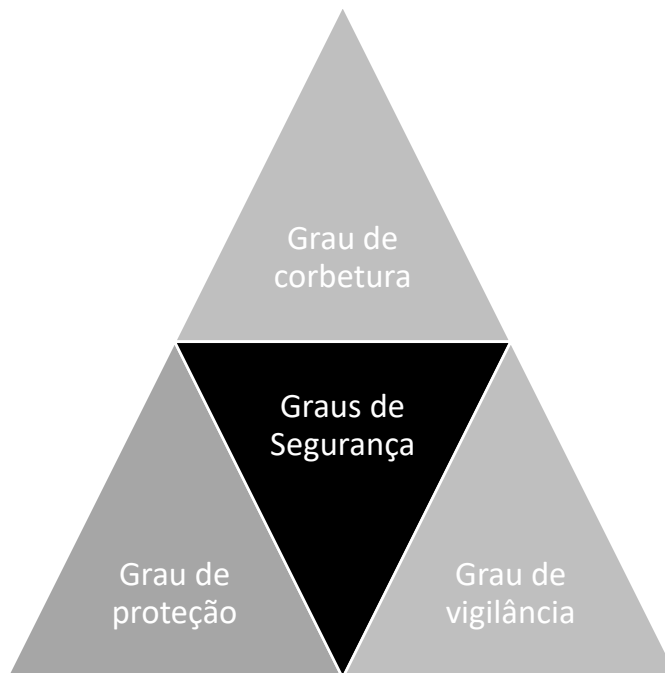 Grau de
corbetura
Graus de
Segurança
Grau de
proteção
Grau de
vigilância